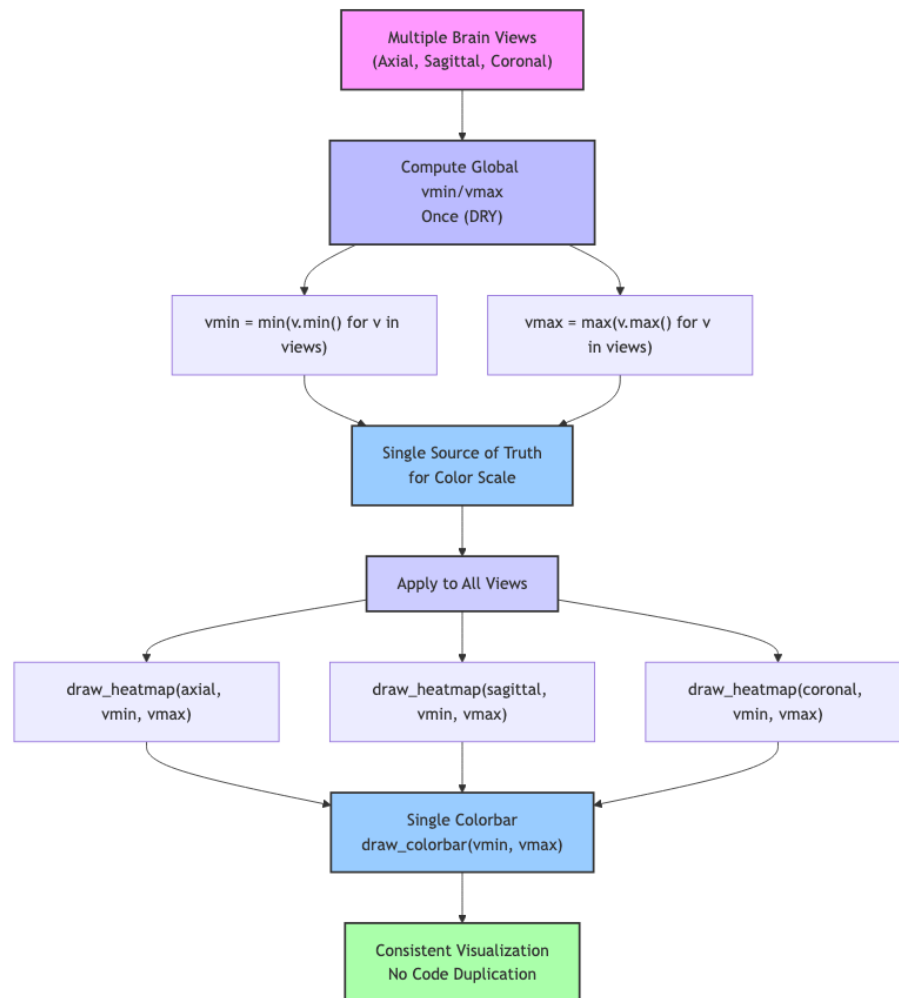 Multiple Brain Views
(Axial, Sagittal, Coronal)
Compute Global
vmin/vmax
Once (DRY)
vmin = min(v.min() for v in
views)
vmax = max(v.max() for v
in views)
Single Source of Truth
for Color Scale
Apply to All Views
draw_heatmap(axial,
vmin, vmax)
draw_heatmap(sagittal,
vmin, vmax)
draw_heatmap(coronal,
vmin, vmax)
Single Colorbar
draw_colorbar(vmin, vmax)
Consistent Visualization
No Code Duplication